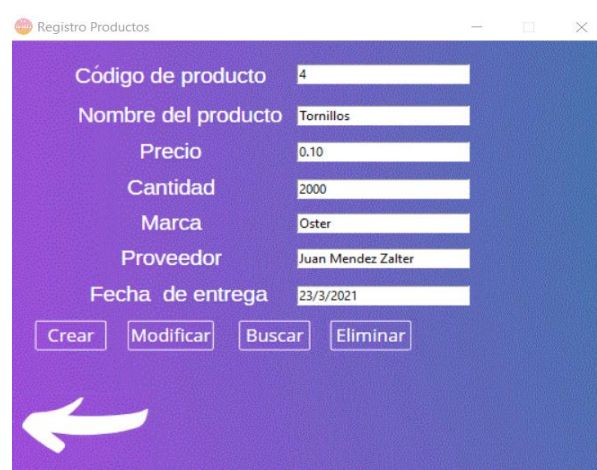 Registro Productos
Código de producto 4
Nombre del producto Tornillos
Precio 0.10
Cantidad 2000
Marca Oster
Proveedor Juan Mendez Zalter
Fecha de entrega 23/3/2021
Crear Modificar Buscar Eliminar